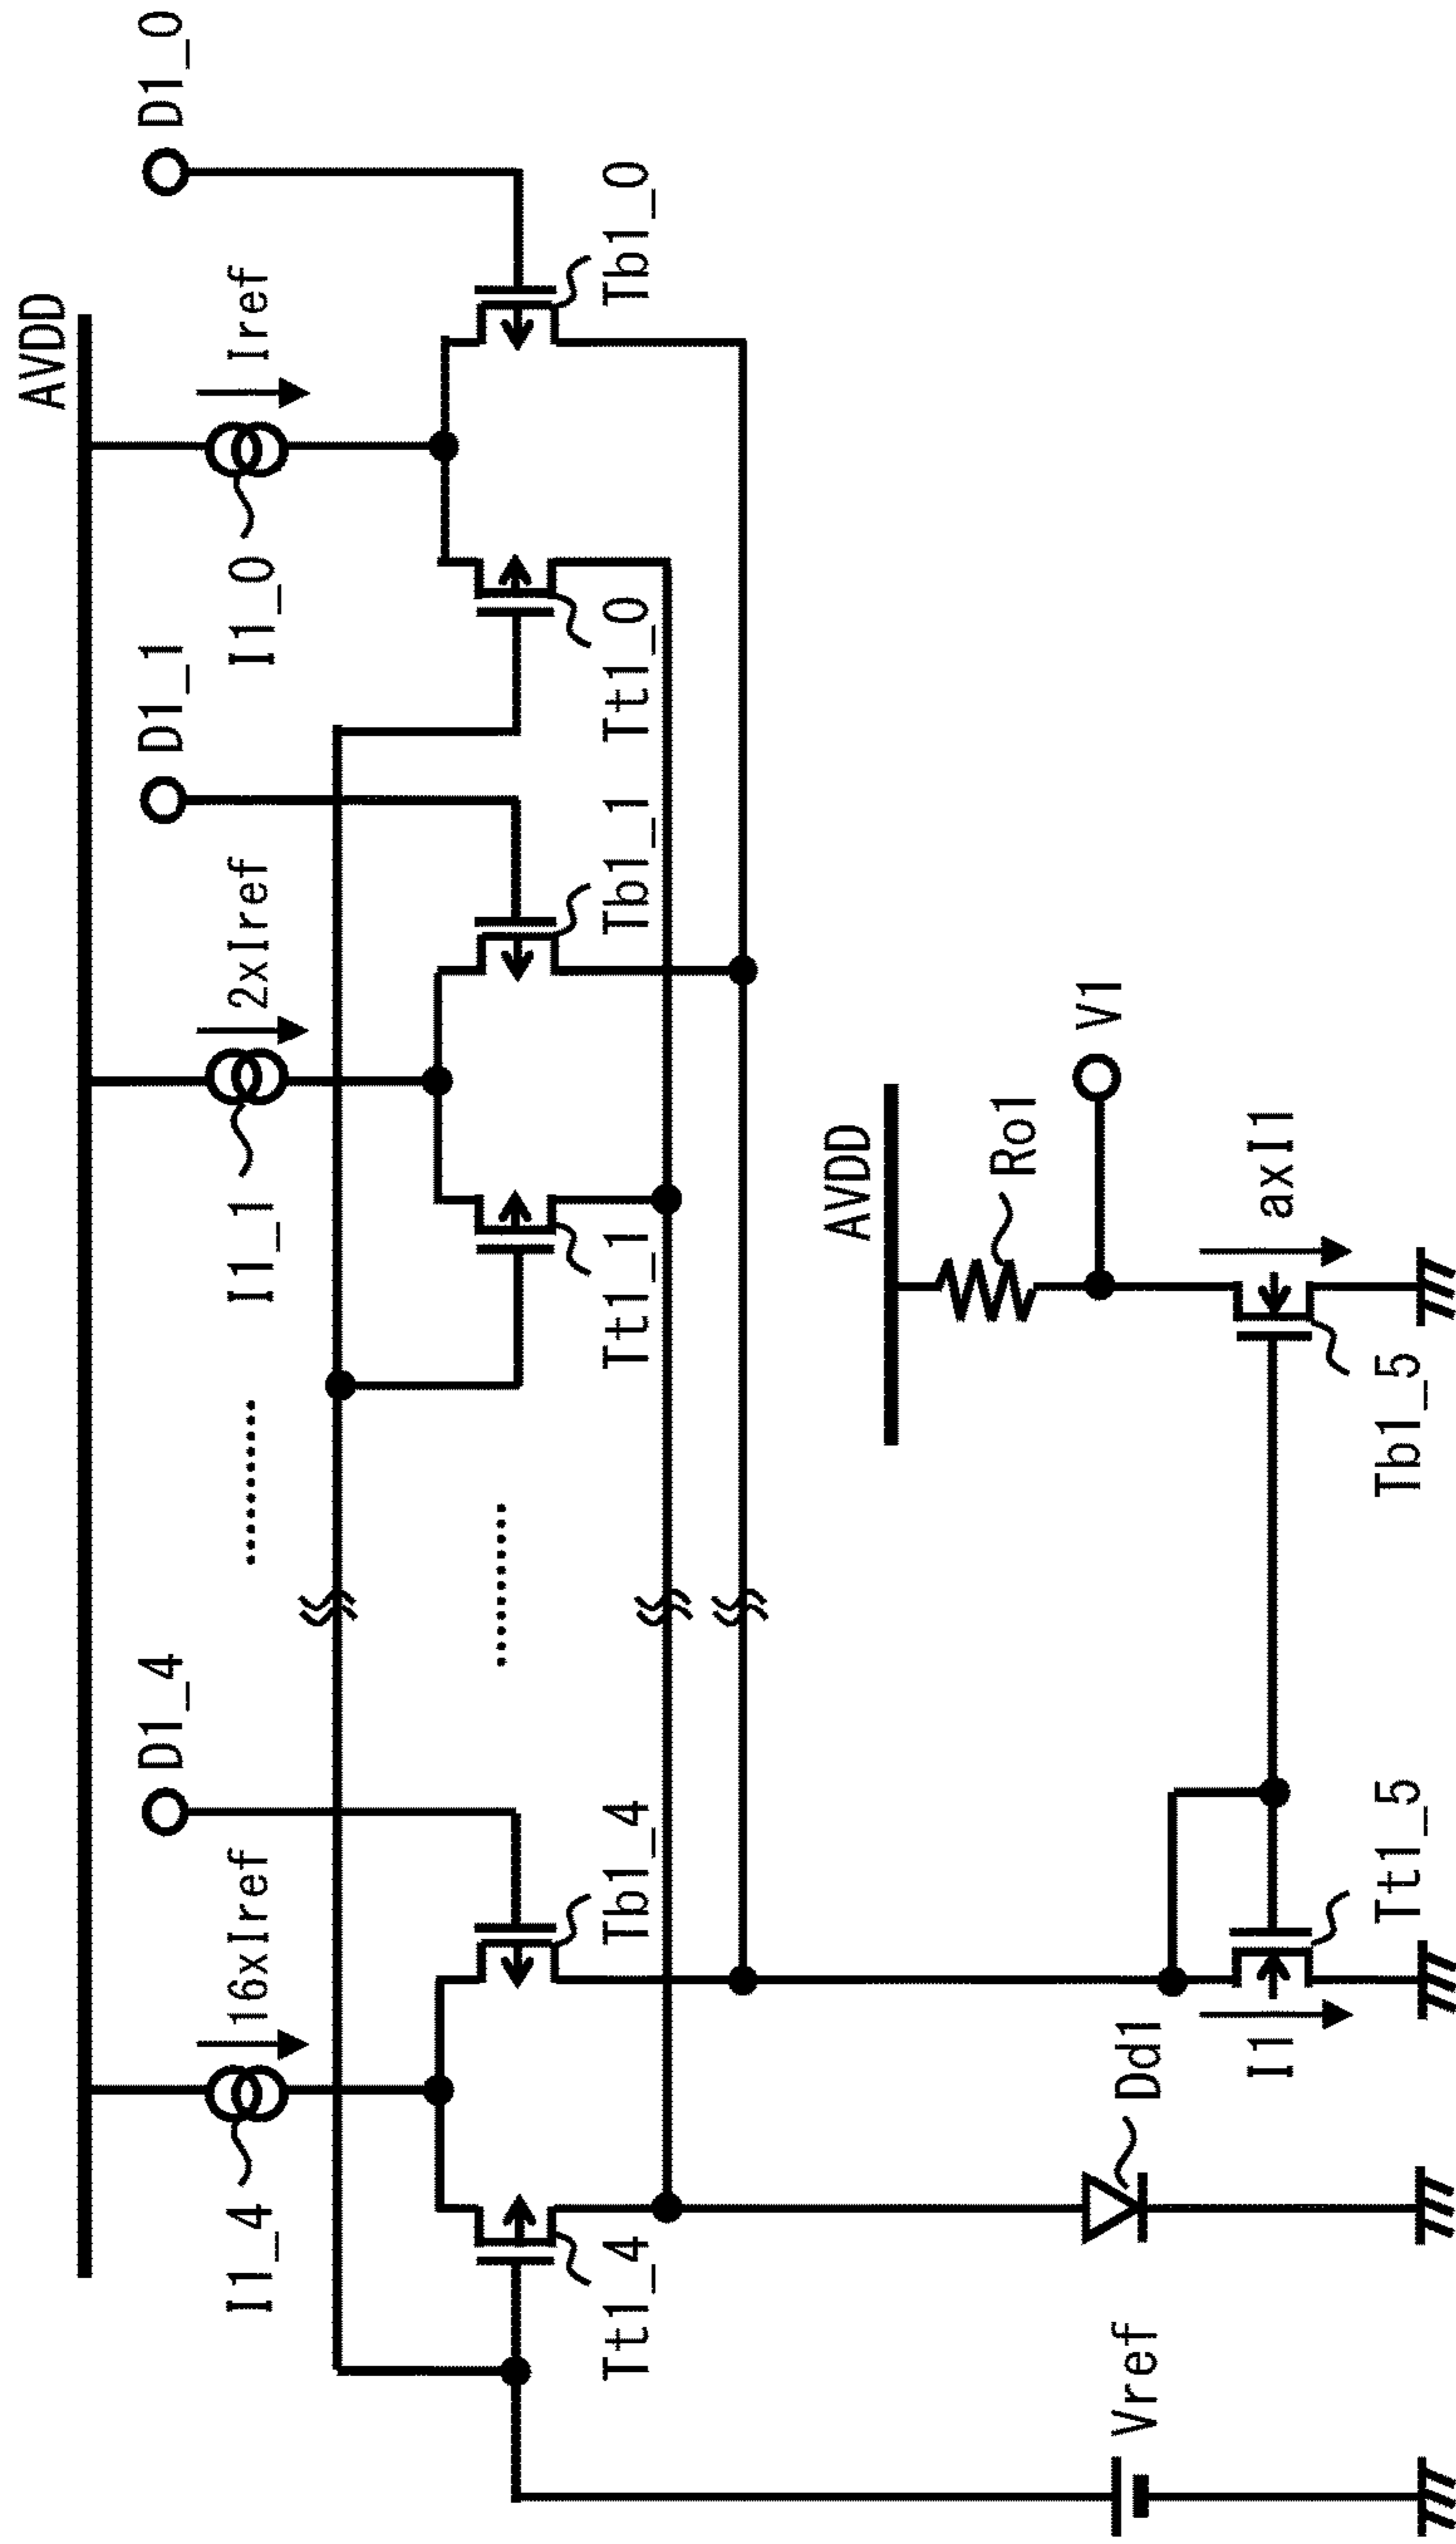 AVDD
D1_4
D1_1
D1_0
I1_4
16xIref
I1_1
2xIref
I1_0
Iref
..........
..........
Tt1_4
Tb1_4
Tt1_1
Tb1_1
Tt1_0
Tb1_0
AVDD
Ro1
V1
Vref
Dd1
I1
axI1
Tt1_5
Tb1_5